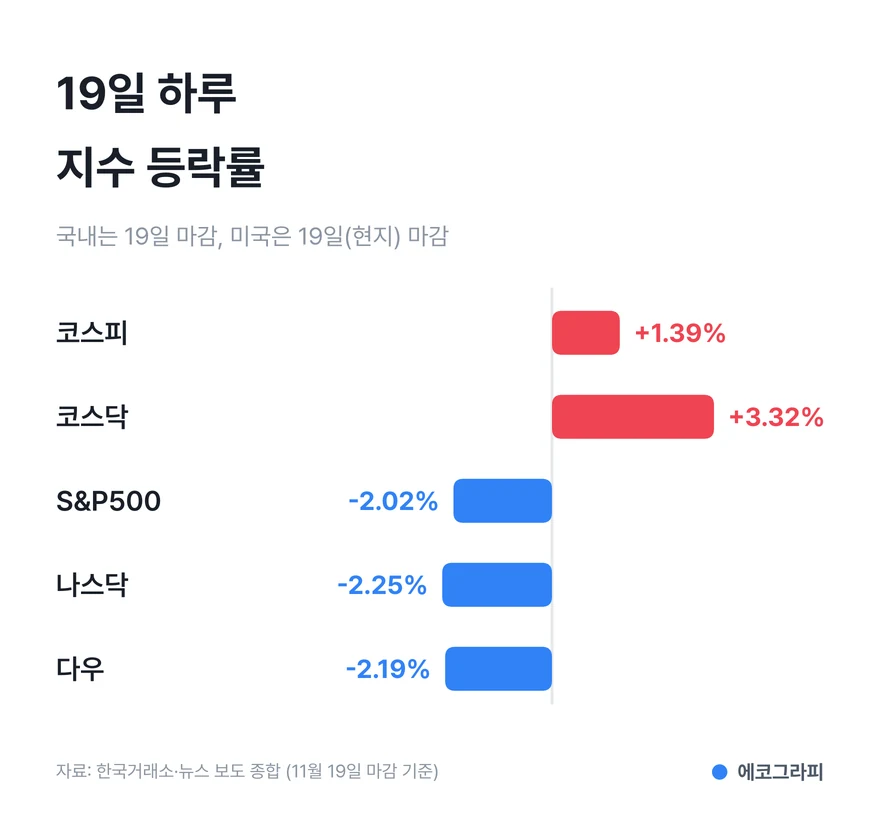 19일 하루
지수 등락률
국내는 19일 마감, 미국은 19일(현지) 마감
코스피 +1.39%
코스닥 +3.32%
S&P500 -2.02%
나스닥 -2.25%
다우 -2.19%
자료: 한국거래소·뉴스 보도 종합 (11월 19일 마감 기준)
에코그라피